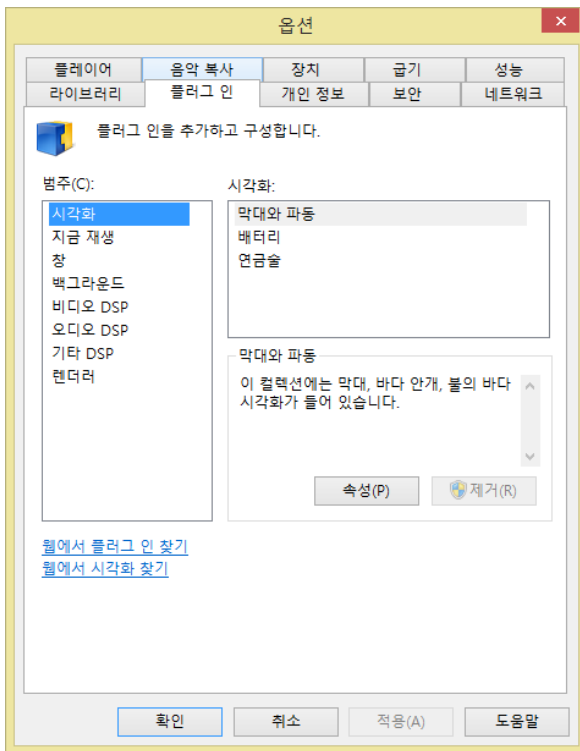 옵션
플레이어 음악 복사 장치 굽기 성능
라이브러리 플러그 인 개인 정보 보안 네트워크
플러그 인을 추가하고 구성합니다.
범주(C):
시각화
지금 재생
창
백그라운드
비디오 DSP
오디오 DSP
기타 DSP
렌더러
시각화:
막대와 파동
배터리
연금술
막대와 파동
이 컬렉션에는 막대, 바다 안개, 불의 바다
시각화가 들어 있습니다.
속성(P) 제거(R)
웹에서 플러그 인 찾기
웹에서 시각화 찾기
확인 취소 적용(A) 도움말